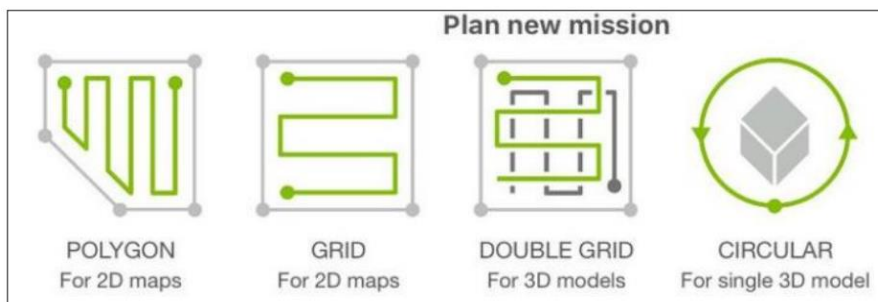 Plan new mission
POLYGON
For 2D maps
GRID
For 2D maps
DOUBLE GRID
For 3D models
CIRCULAR
For single 3D model